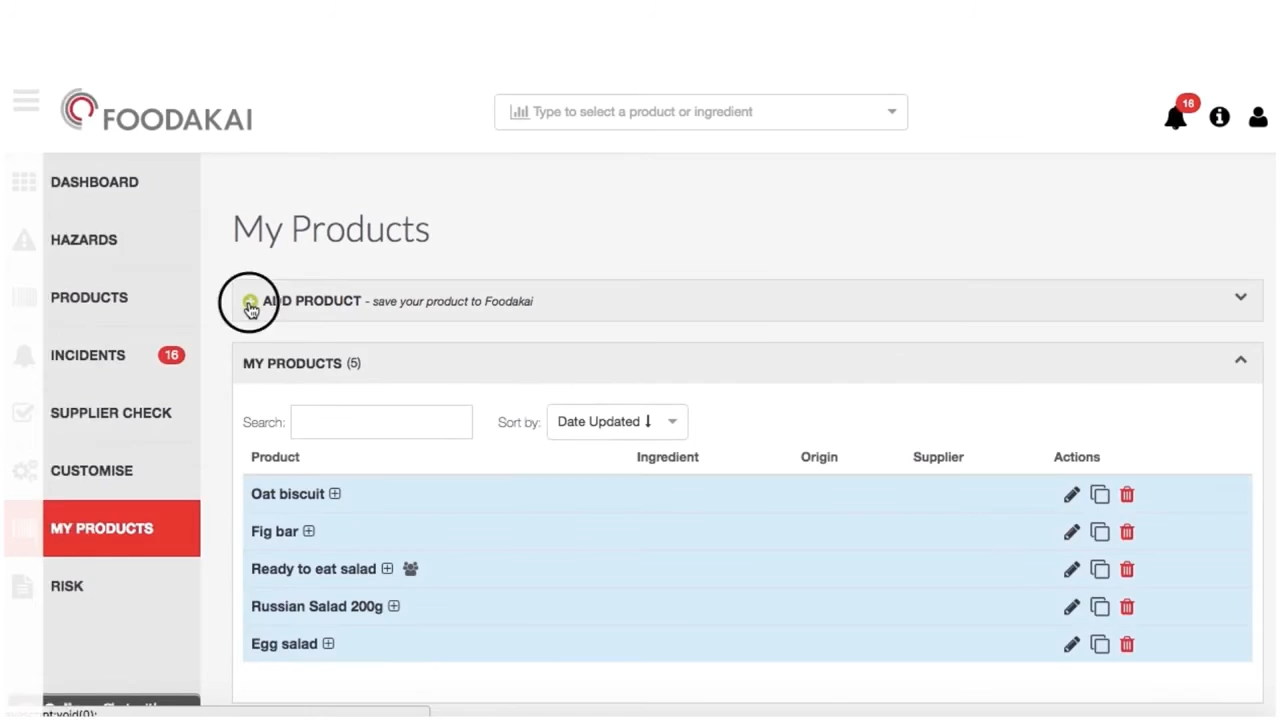 FOODAKAI
Type to select a product or ingredient
16
DASHBOARD
HAZARDS
PRODUCTS
INCIDENTS 16
SUPPLIER CHECK
CUSTOMISE
MY PRODUCTS
RISK
My Products
ADD PRODUCT - save your product to Foodakai
MY PRODUCTS (5)
Search: Sort by: Date Updated
Product Ingredient Origin Supplier Actions
Oat biscuit
Fig bar
Ready to eat salad
Russian Salad 200g
Egg salad